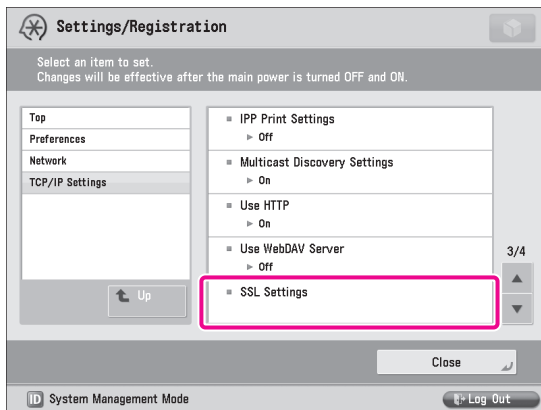 Settings/Registration
Select an item to set.
Changes will be effective after the main power is turned OFF and ON.
Top
Preferences
Network
TCP/IP Settings
Up
IPP Print Settings
Off
Multicast Discovery Settings
On
Use HTTP
On
Use WebDAV Server
Off
SSL Settings
3/4
Close
ID System Management Mode
Log Out